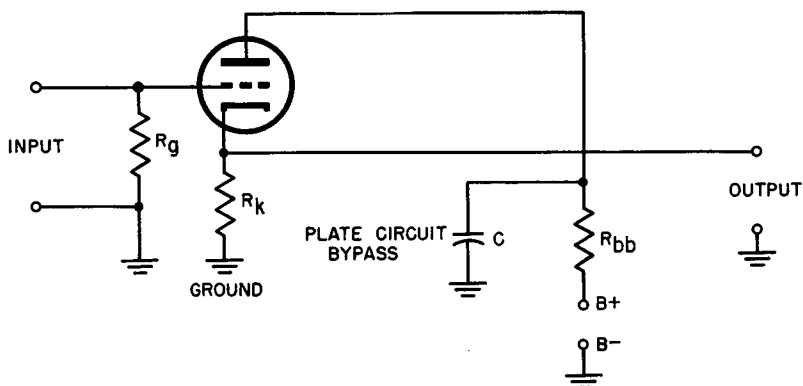 INPUT
Rg
Rk
GROUND
PLATE CIRCUIT
BYPASS
C
Rbb
B+
B-
OUTPUT